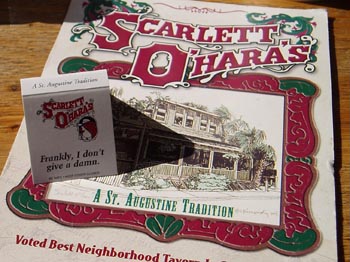 SCARLETT
O'HARA'S
A St. Augustine Tradition
SCARLETT
O'HARA'S
Frankly, I don't
give a damn.
A ST. AUGUSTINE TRADITION
Voted Best Neighborhood Tavern